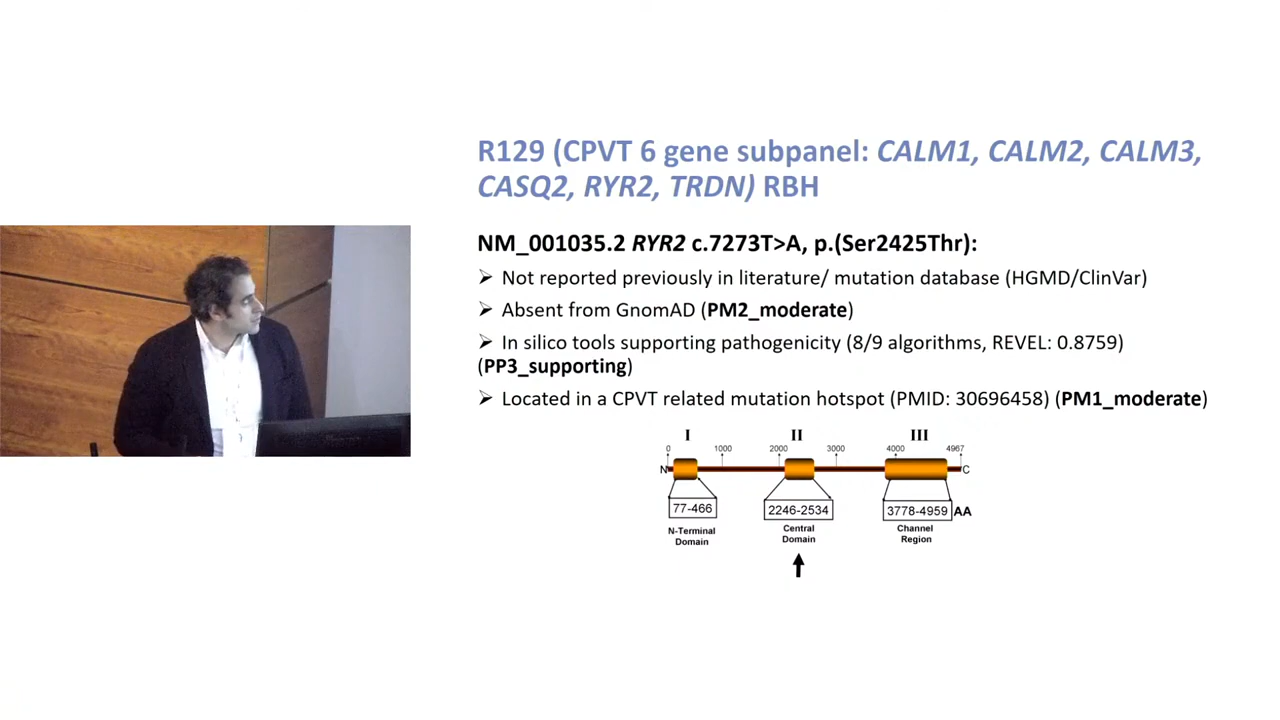 R129 (CPVT 6 gene subpanel: CALM1, CALM2, CALM3,
CASQ2, RYR2, TRDN) RBH
NM_001035.2 RYR2 c.7273T>A, p.(Ser2425Thr):
➢ Not reported previously in literature/ mutation database (HGMD/ClinVar)
➢ Absent from GnomAD (PM2_moderate)
➢ In silico tools supporting pathogenicity (8/9 algorithms, REVEL: 0.8759)
(PP3_supporting)
➢ Located in a CPVT related mutation hotspot (PMID: 30696458) (PM1_moderate)
I II III
0 1000 2000 3000 4000 4967
N C
77-466 2246-2534 3778-4959 AA
N-Terminal Central Channel
Domain Domain Region